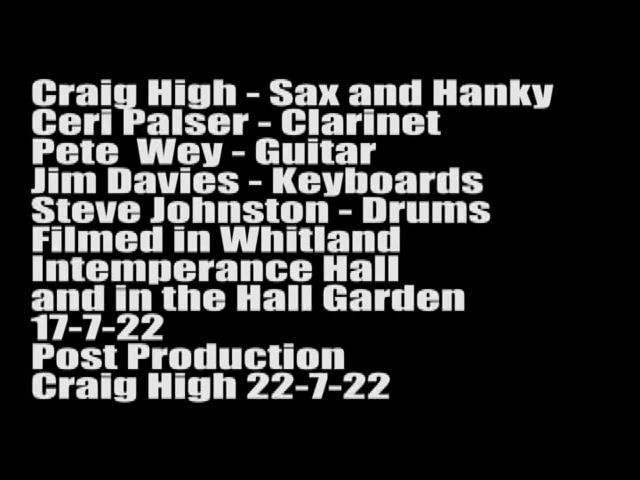 Craig High - Sax and Hanky
Ceri Palser - Clarinet
Pete  Wey - Guitar
Jim Davies - Keyboards
Steve Johnston - Drums
Filmed in Whitland
Intemperance Hall
and in the Hall Garden
17-7-22
Post Production
Craig High 22-7-22